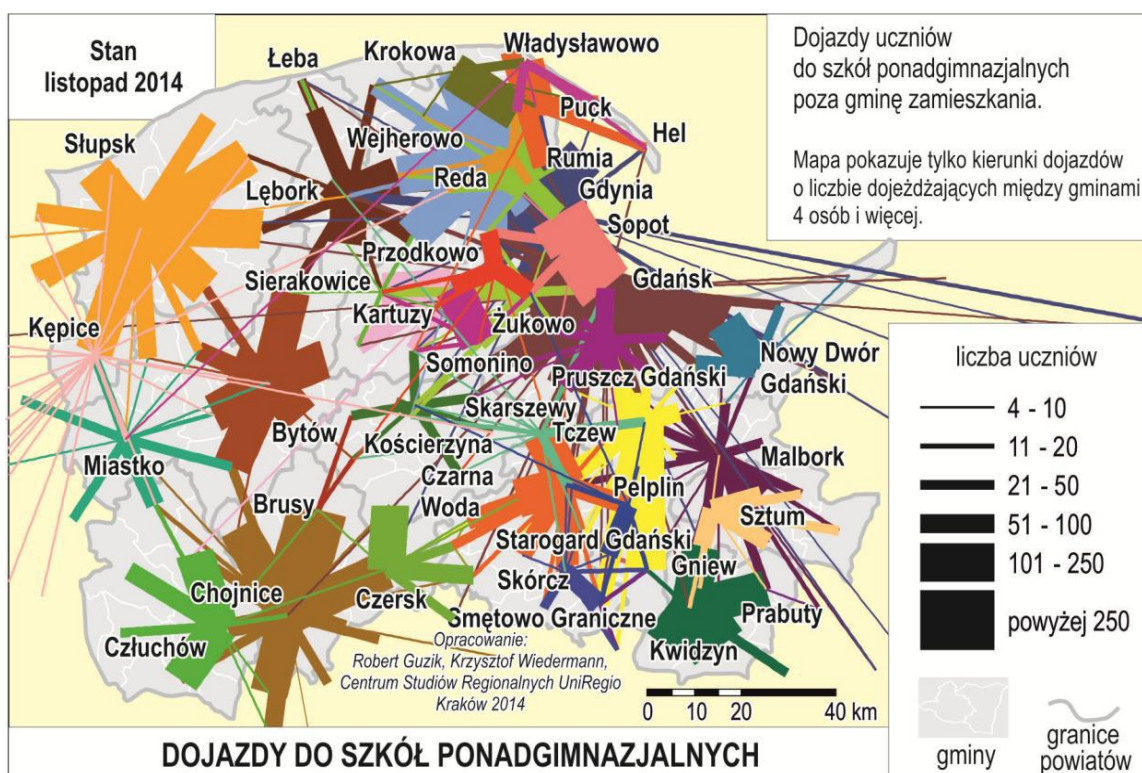 Stan
listopad 2014
Łeba
Krokowa
Władysławowo
Dojazdy uczniów
do szkół ponadgimnazjalnych
poza gminę zamieszkania.
Mapa pokazuje tylko kierunki dojazdów
o liczbie dojeżdżających między gminami
4 osób i więcej.
Puck
Hel
Słupsk
Wejherowo
Rumia
Lębork
Reda
Gdynia
Sopot
Przodkowo
Sierakowice
Gdańsk
Kępice
Kartuzy
Żukowo
Somonino
Pruszcz Gdański
Nowy Dwór
Gdański
Skarszewy
Bytów
Kościerzyna
Tczew
Miastko
Czarna
Woda
Malbork
Brusy
Pelplin
Sztum
Starogard Gdański
Chojnice
Czersk
Skórcz
Gniew
Smętowo Graniczne
Prabuty
Człuchów
Kwidzyn
Opracowanie:
Robert Guzik, Krzysztof Wiedermann,
Centrum Studiów Regionalnych UniRegio
Kraków 2014
0 10 20 40 km
liczba uczniów
4 - 10
11 - 20
21 - 50
51 - 100
101 - 250
powyżej 250
gminy
granice
powiatów
DOJAZDY DO SZKÓŁ PONADGIMNAZJALNYCH